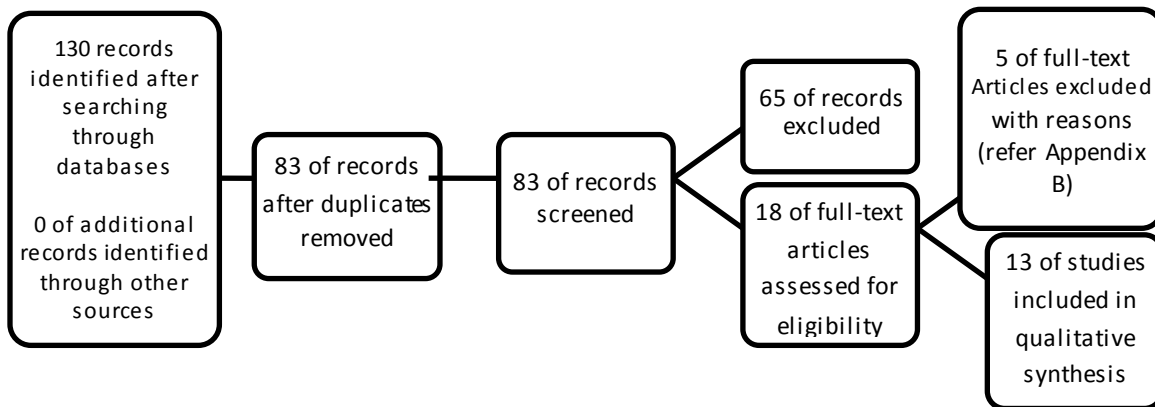 130 records
identified after
searching
through
databases
0 of additional
records identified
through other
sources
83 of records
after duplicates
removed
83 of records
screened
65 of records
excluded
18 of full-text
articles
assessed for
eligibility
5 of full-text
Articles excluded
with reasons
(refer Appendix
B)
13 of studies
included in
qualitative
synthesis